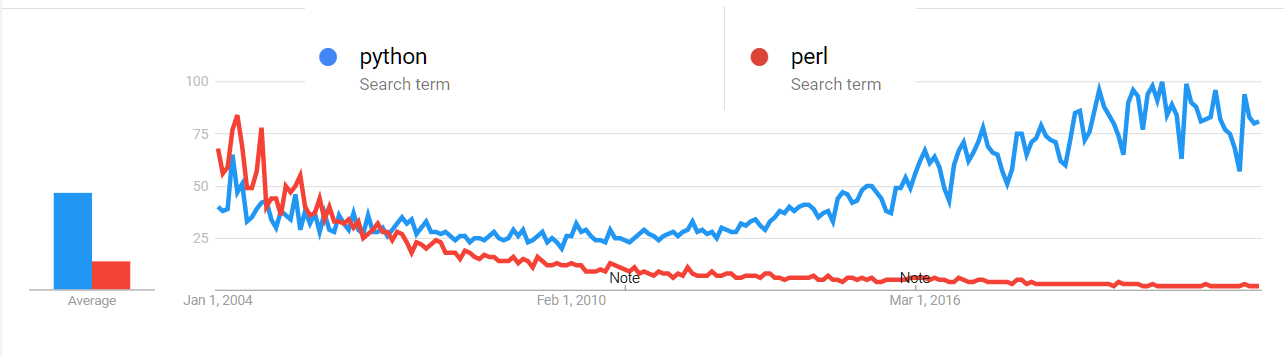 python
perl
Search term
Search term
100
75
50
25
Note
Note
Average
Jan 1, 2004
Feb 1, 2010
Mar 1, 2016